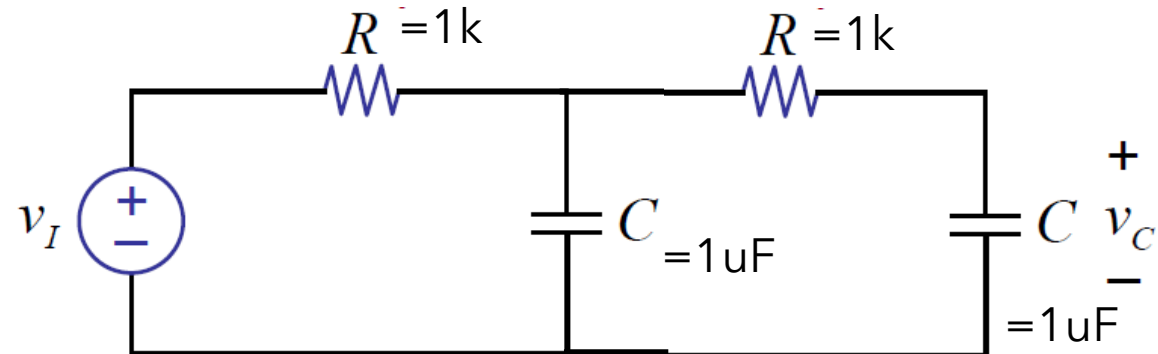 R =1k
R =1k
+
−
v_I
C
=1uF
C
=1uF
+
v_C
−